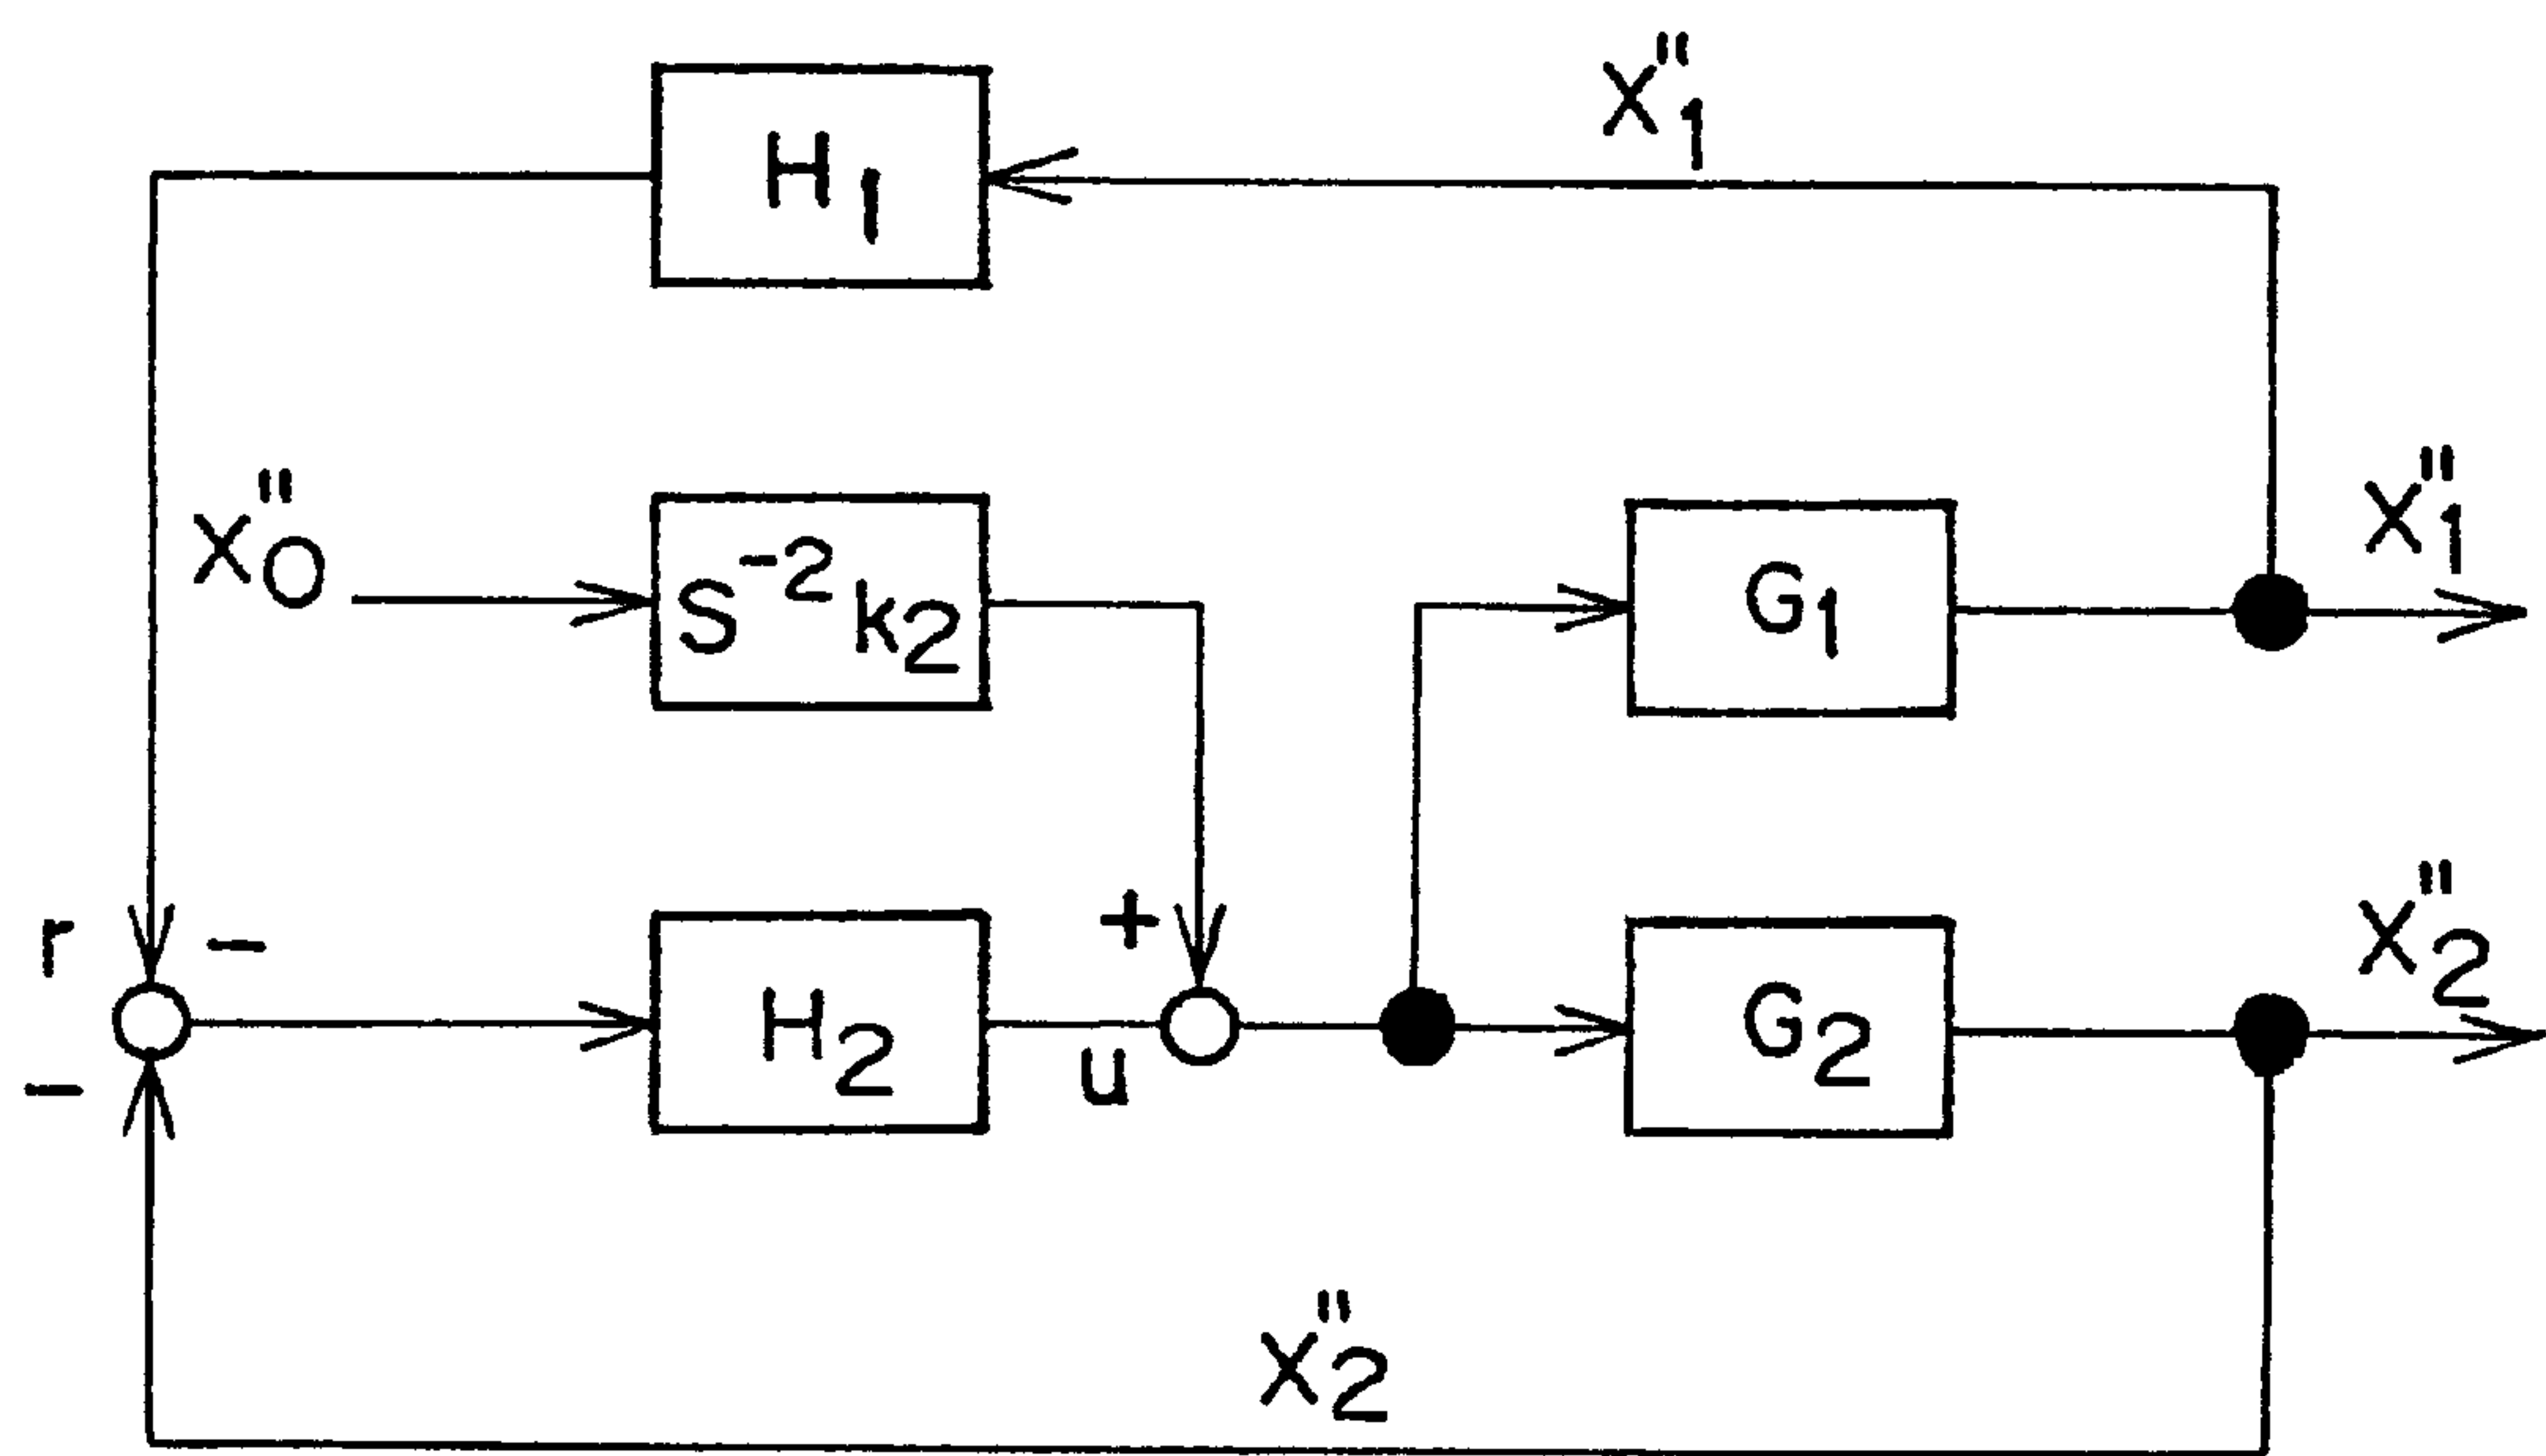 H₁
X"₁
X"₀
S⁻²k₂
G₁
X"₁
r
-
-
H₂
+
u
G₂
X"₂
X"₂